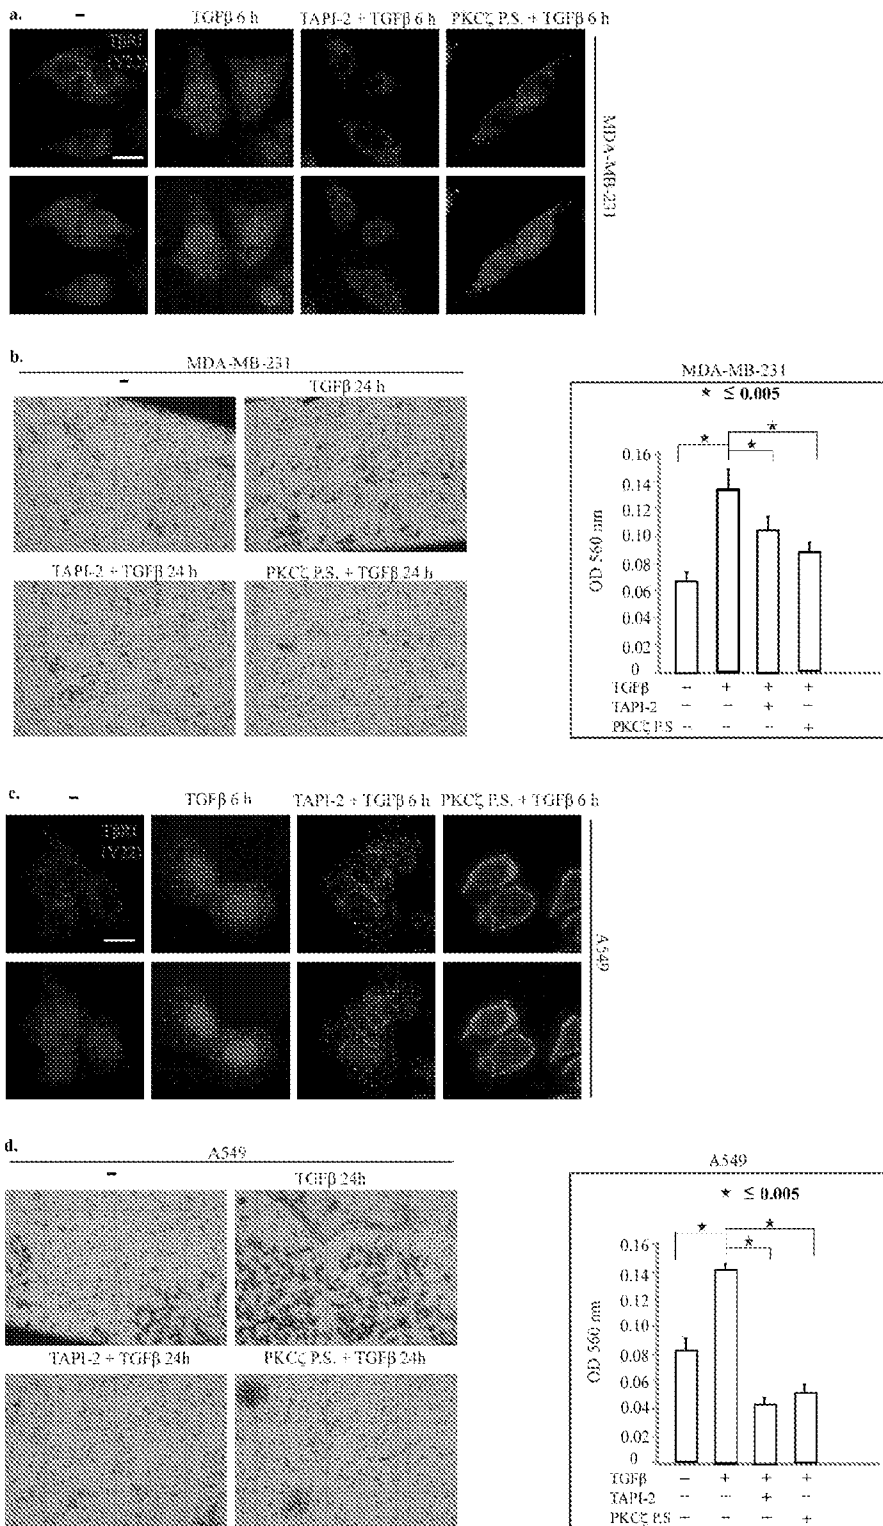 a.
– TGFβ 6 h TAPI-2 + TGFβ 6 h PKCζ P.S. + TGFβ 6 h
TβRI
(V22)
MDA-MB-231
b.
MDA-MB-231
– TGFβ 24 h
TAPI-2 + TGFβ 24 h PKCζ P.S. + TGFβ 24 h
MDA-MB-231
★ ≤ 0.005
★
★ ★
0.16
0.14
0.12
0.10
0.08
0.06
0.04
0.02
0
OD 560 nm
TGFβ – + + +
TAPI-2 – – + –
PKCζ P.S – – – +
c.
– TGFβ 6 h TAPI-2 + TGFβ 6 h PKCζ P.S. + TGFβ 6 h
TβRI
(V22)
A549
d.
A549
– TGFβ 24h
TAPI-2 + TGFβ 24h PKCζ P.S. + TGFβ 24h
A549
★ ≤ 0.005
★ ★
★
0.16
0.14
0.12
0.10
0.08
0.06
0.04
0.02
0
OD 560 nm
TGFβ – + + +
TAPI-2 – – + –
PKCζ P.S – – – +